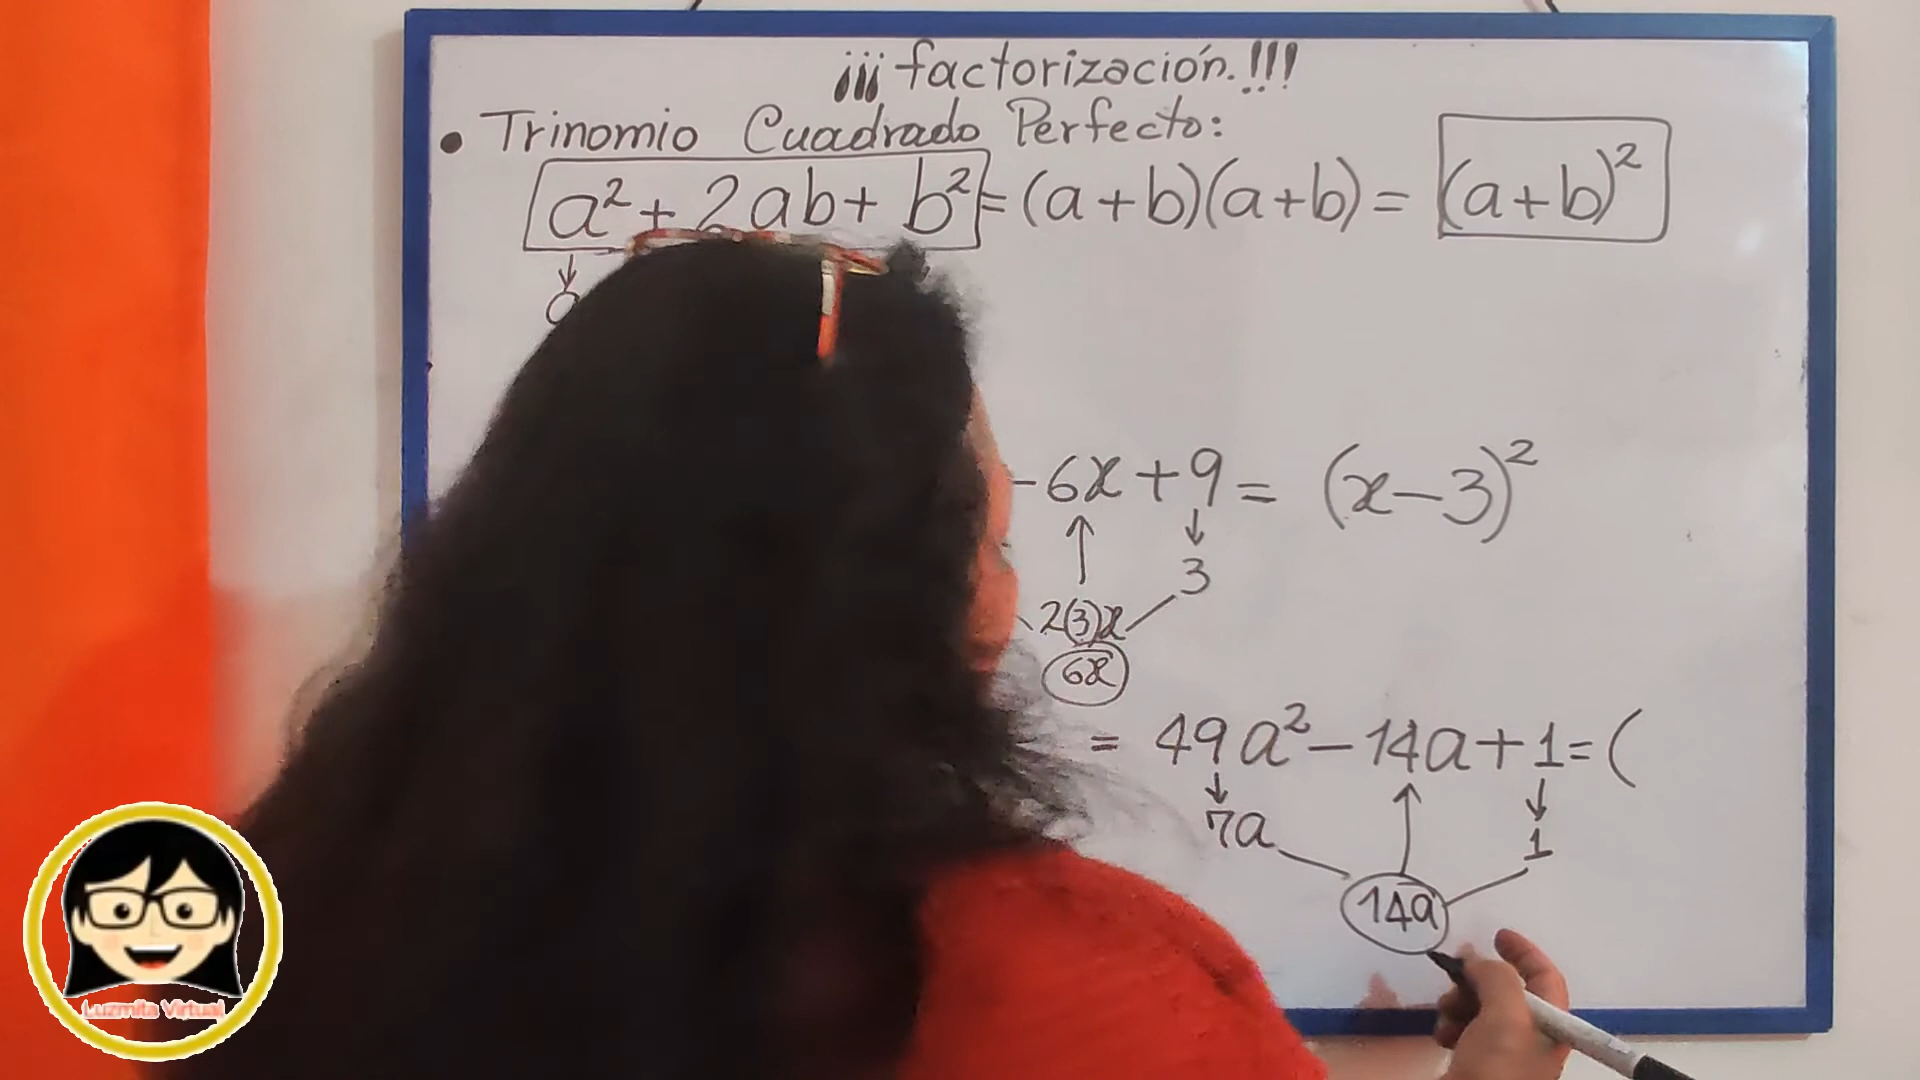 ¡¡¡factorización.!!!
• Trinomio Cuadrado Perfecto:
a² + 2ab + b² = (a + b)(a + b) = (a + b)²
- 6x + 9 = (x - 3)²
3
2(3)x
6x
= 49a² - 14a + 1 = (
7a
1
14a
Luzmita Virtual